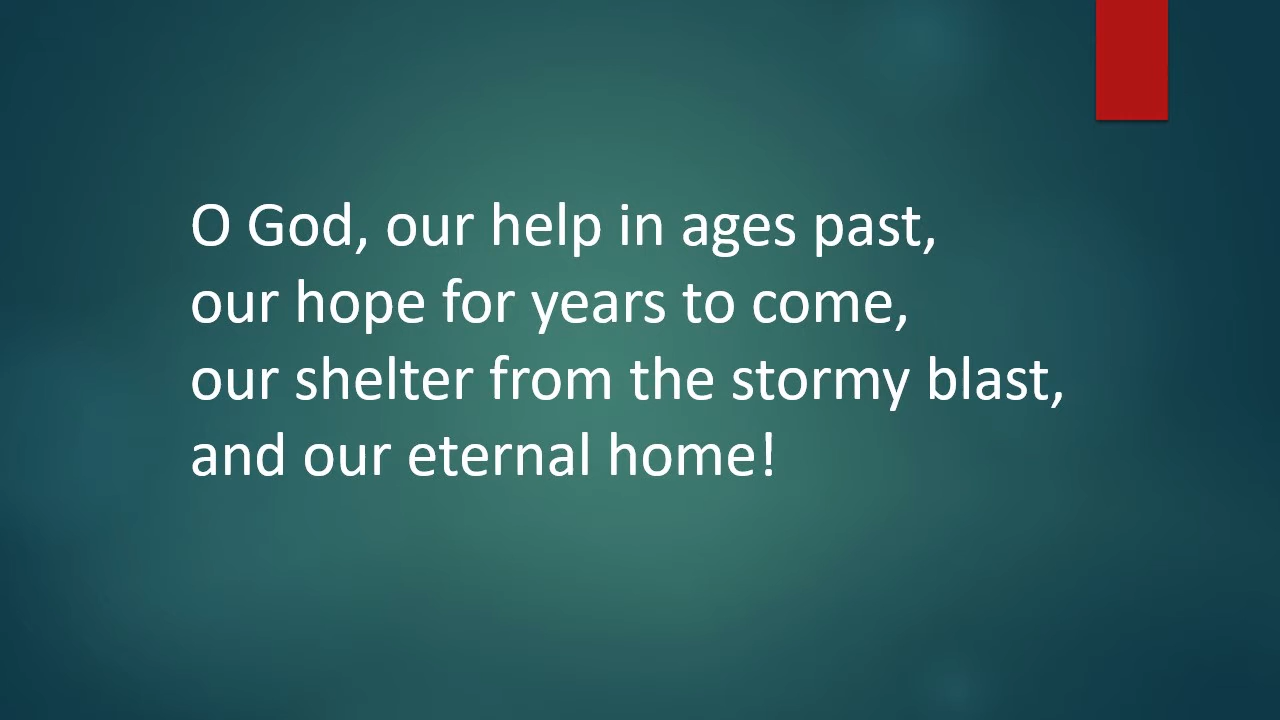 O God, our help in ages past,
our hope for years to come,
our shelter from the stormy blast,
and our eternal home!